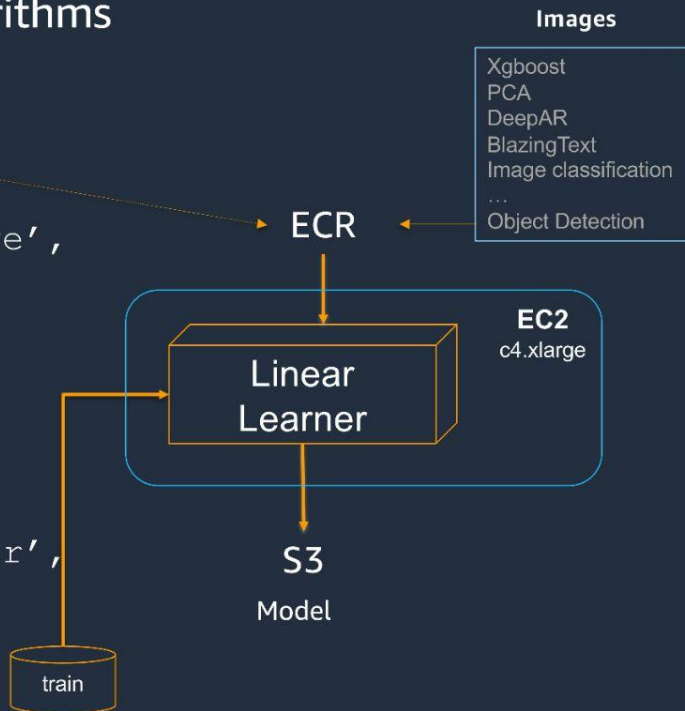 rithms
Images
Xgboost
PCA
DeepAR
BlazingText
Image classification
…
Object Detection
ECR
e’,
EC2
c4.xlarge
Linear
Learner
r’,
S3
Model
train